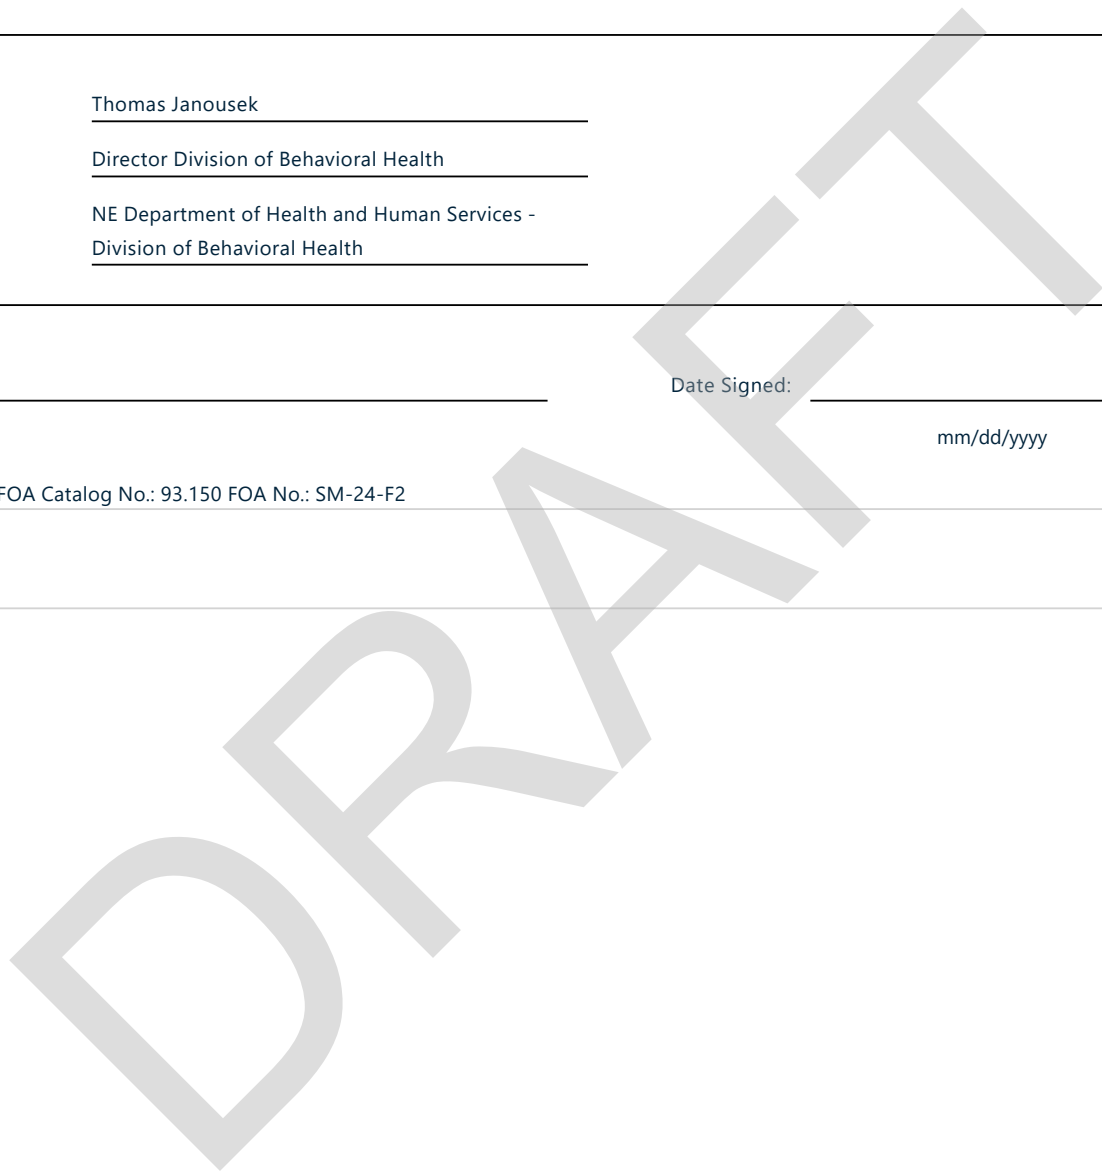 Thomas Janousek
Director Division of Behavioral Health
NE Department of Health and Human Services -
Division of Behavioral Health
Date Signed:
mm/dd/yyyy
FOA Catalog No.: 93.150 FOA No.: SM-24-F2
DRAFT